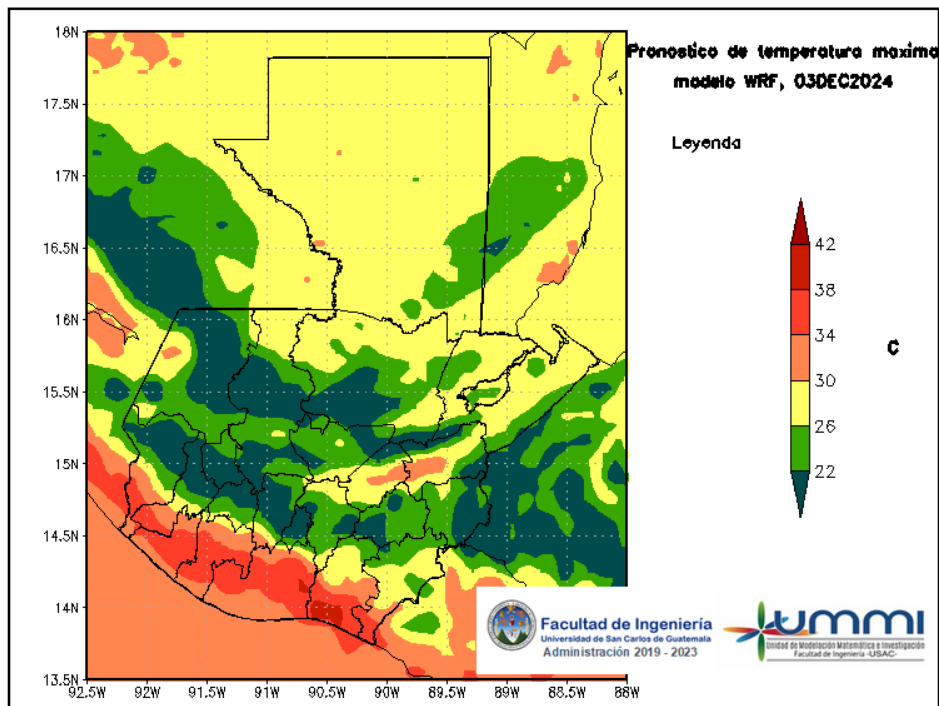 Pronostico de temperatura maxima
modelo WRF, 03DEC2024
Leyenda
42
38
34
30
26
22
C
18N
17.5N
17N
16.5N
16N
15.5N
15N
14.5N
14N
13.5N
92.5W 92W 91.5W 91W 90.5W 90W 89.5W 89W 88.5W 88W
Facultad de Ingeniería
Universidad de San Carlos de Guatemala
Administración 2019 - 2023
UMMI
Unidad de Modelación Matemática e Investigación
Facultad de Ingeniería -USAC-